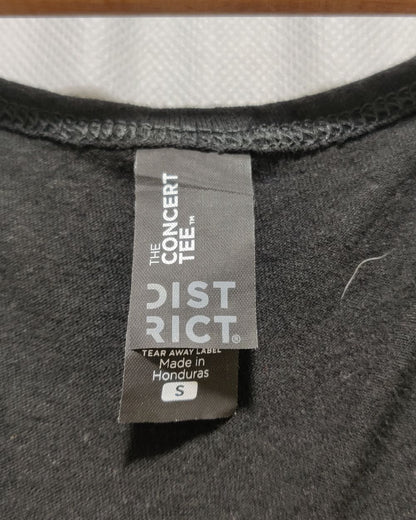 THE
CONCERT
TEE™
DIST
RICT®
TEAR AWAY LABEL
Made in
Honduras
S